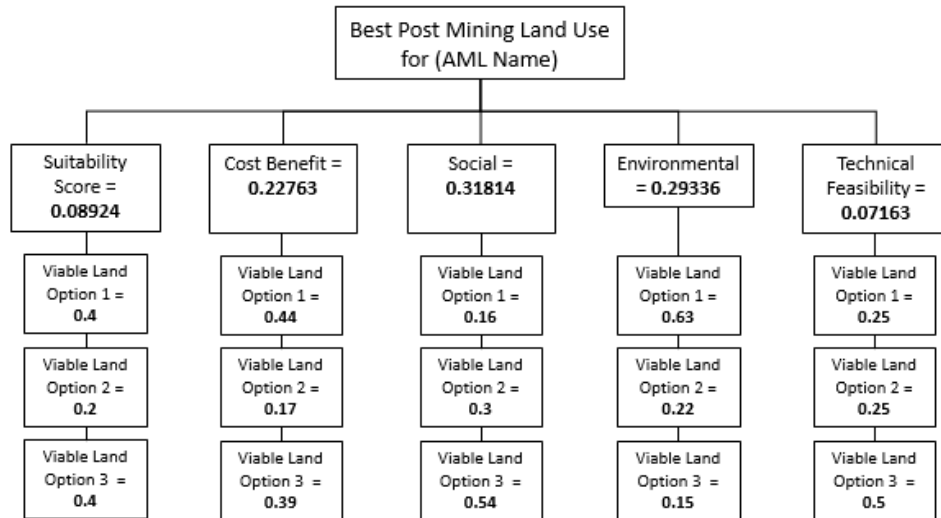 Best Post Mining Land Use
for (AML Name)
Suitability
Score =
0.08924
Cost Benefit =
0.22763
Social =
0.31814
Environmental
= 0.29336
Technical
Feasibility =
0.07163
Viable Land
Option 1 =
0.4
Viable Land
Option 1 =
0.44
Viable Land
Option 1 =
0.16
Viable Land
Option 1 =
0.63
Viable Land
Option 1 =
0.25
Viable Land
Option 2 =
0.2
Viable Land
Option 2 =
0.17
Viable Land
Option 2 =
0.3
Viable Land
Option 2 =
0.22
Viable Land
Option 2 =
0.25
Viable Land
Option 3 =
0.4
Viable Land
Option 3 =
0.39
Viable Land
Option 3 =
0.54
Viable Land
Option 3 =
0.15
Viable Land
Option 3 =
0.5